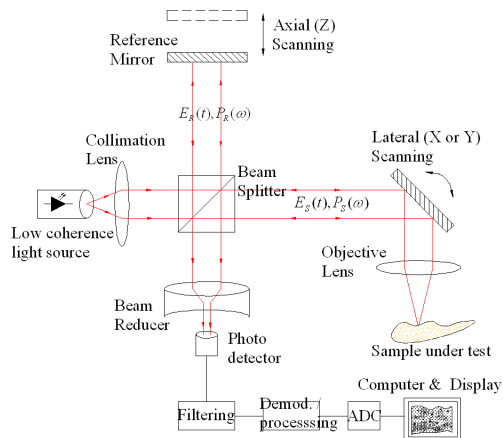 Axial (Z)
Scanning
Reference
Mirror
E_R(t), P_R(ω)
Collimation
Lens
Lateral (X or Y)
Scanning
Beam
Splitter
E_S(t), P_S(ω)
Low coherence
light source
Objective
Lens
Beam
Reducer
Photo
detector
Sample under test
Computer & Display
Filtering
Demod. /
processsing
ADC